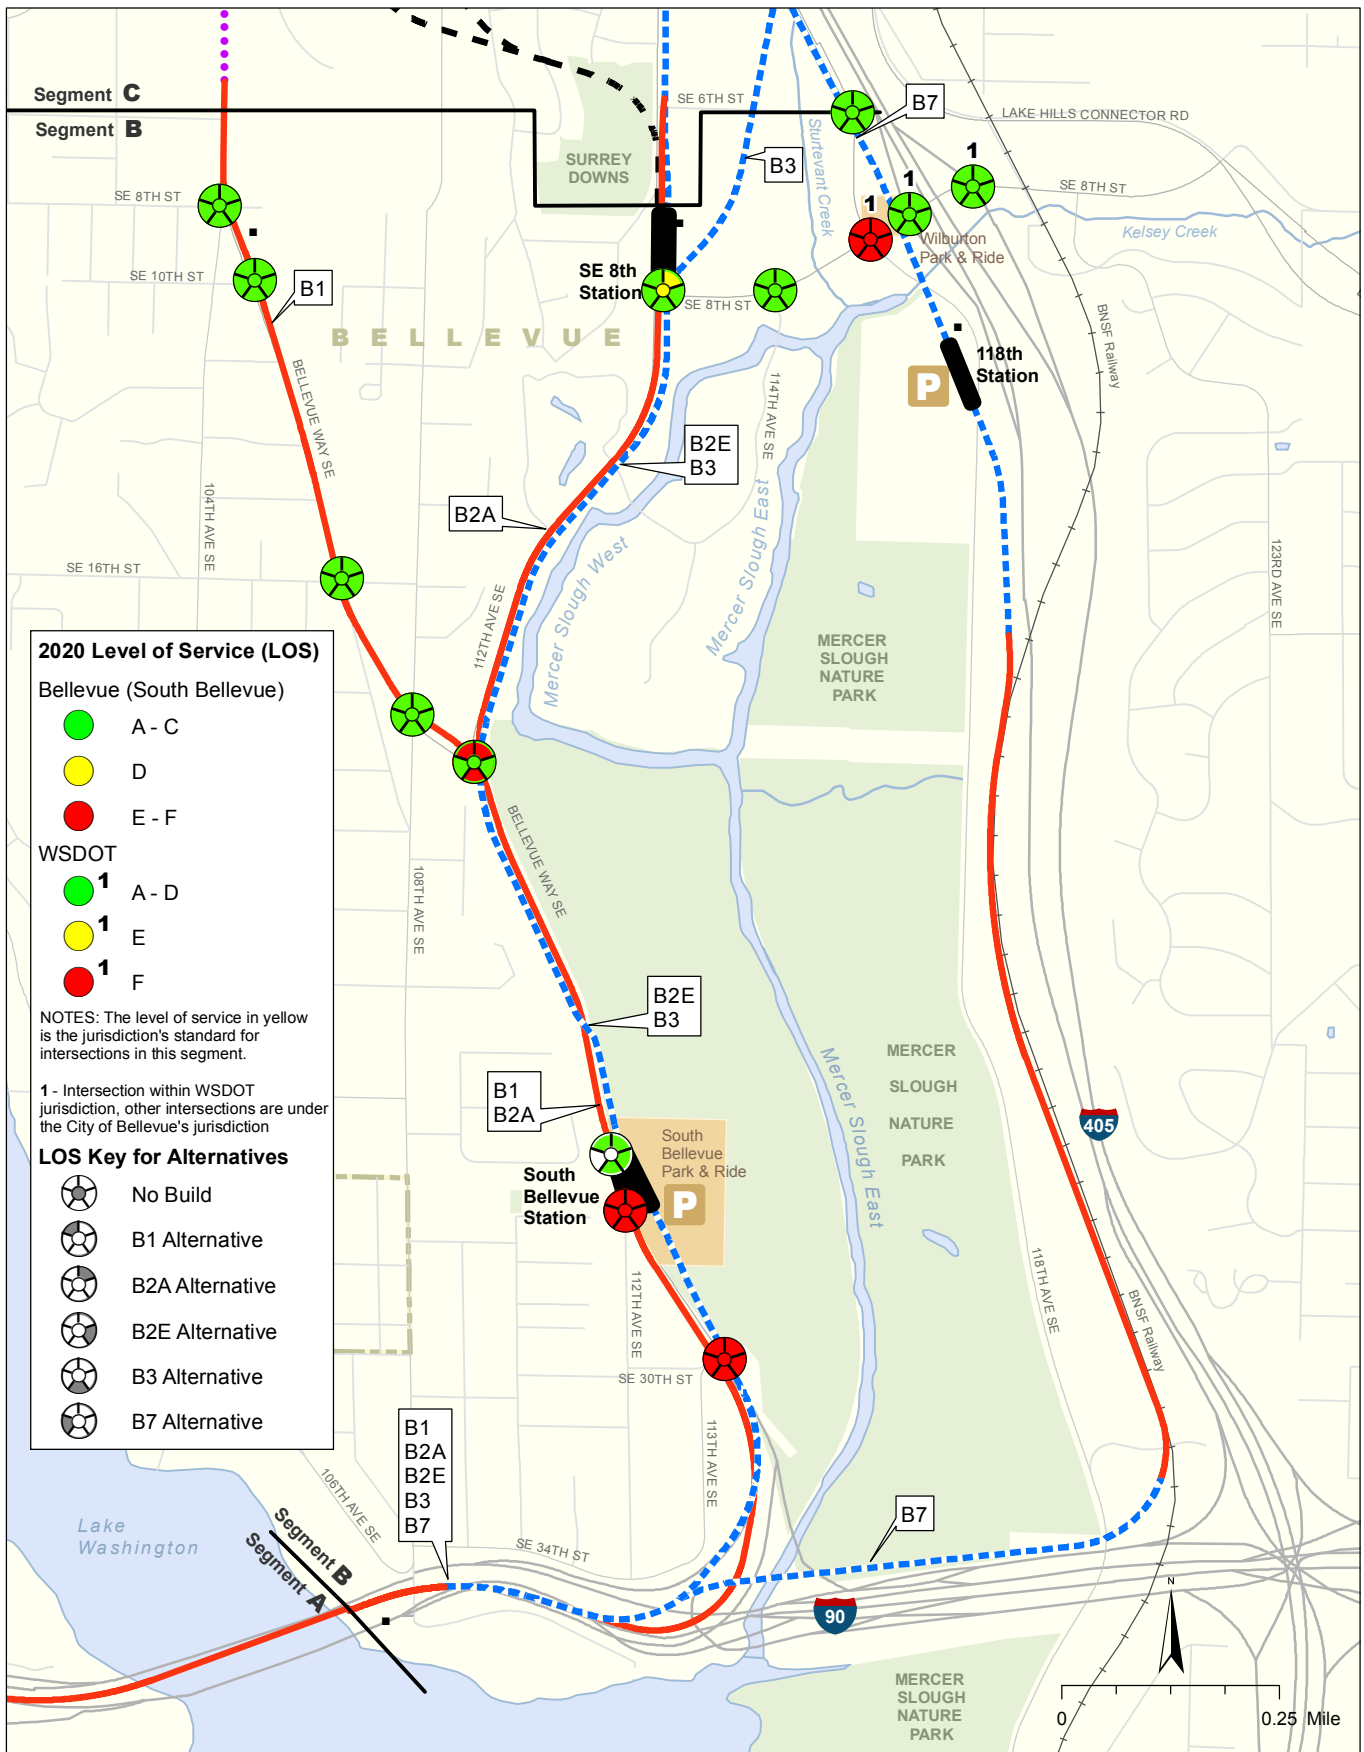 Segment C
Segment B
SE 6TH ST
B7
LAKE HILLS CONNECTOR RD
SURREY
DOWNS
B3
Sturtevant Creek
1
1
1
SE 8TH ST
SE 8TH ST
Kelsey Creek
Wilburton
Park & Ride
SE 10TH ST
B1
SE 8th
Station
SE 8TH ST
BELLEVUE
BNSF Railway
118th
Station
P
BELLEVUE WAY SE
114TH AVE SE
B2E
B3
104TH AVE SE
B2A
Mercer Slough West
Mercer Slough East
123RD AVE SE
SE 16TH ST
112TH AVE SE
MERCER
SLOUGH
NATURE
PARK
2020 Level of Service (LOS)
Bellevue (South Bellevue)
A - C
D
E - F
WSDOT
1 A - D
1 E
1 F
NOTES: The level of service in yellow
is the jurisdiction's standard for
intersections in this segment.
1 - Intersection within WSDOT
jurisdiction, other intersections are under
the City of Bellevue's jurisdiction
LOS Key for Alternatives
No Build
B1 Alternative
B2A Alternative
B2E Alternative
B3 Alternative
B7 Alternative
BELLEVUE WAY SE
108TH AVE SE
B2E
B3
Mercer Slough East
MERCER
SLOUGH
NATURE
PARK
B1
B2A
405
South
Bellevue
Park & Ride
P
South
Bellevue
Station
112TH AVE SE
118TH AVE SE
BNSF Railway
SE 30TH ST
B1
B2A
B2E
B3
B7
113TH AVE SE
106TH AVE SE
B7
Lake
Washington
Segment B
Segment A
SE 34TH ST
90
N
MERCER
SLOUGH
NATURE
PARK
0 0.25 Mile